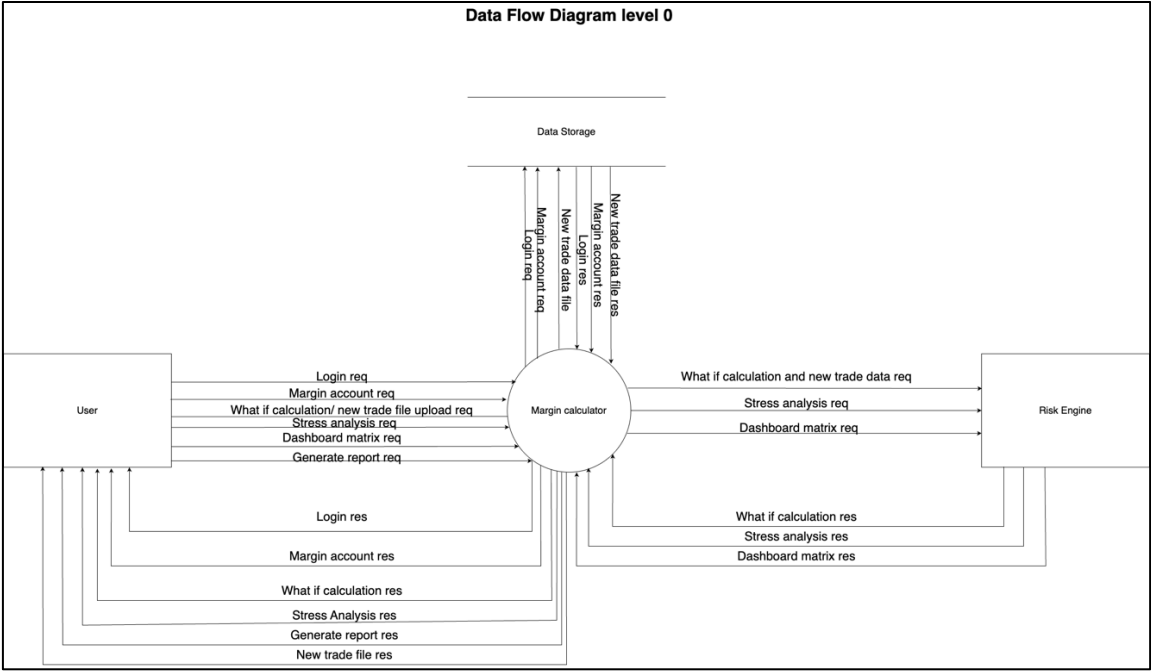 Data Flow Diagram level 0
Data Storage
Login req
Margin account req
New trade data file
Login res
Margin account res
New trade data file res
User
Login req
Margin account req
What if calculation/ new trade file upload req
Stress analysis req
Dashboard matrix req
Generate report req
Margin calculator
What if calculation and new trade data req
Stress analysis req
Dashboard matrix req
Risk Engine
Login res
Margin account res
What if calculation res
Stress Analysis res
Generate report res
New trade file res
What if calculation res
Stress analysis res
Dashboard matrix res